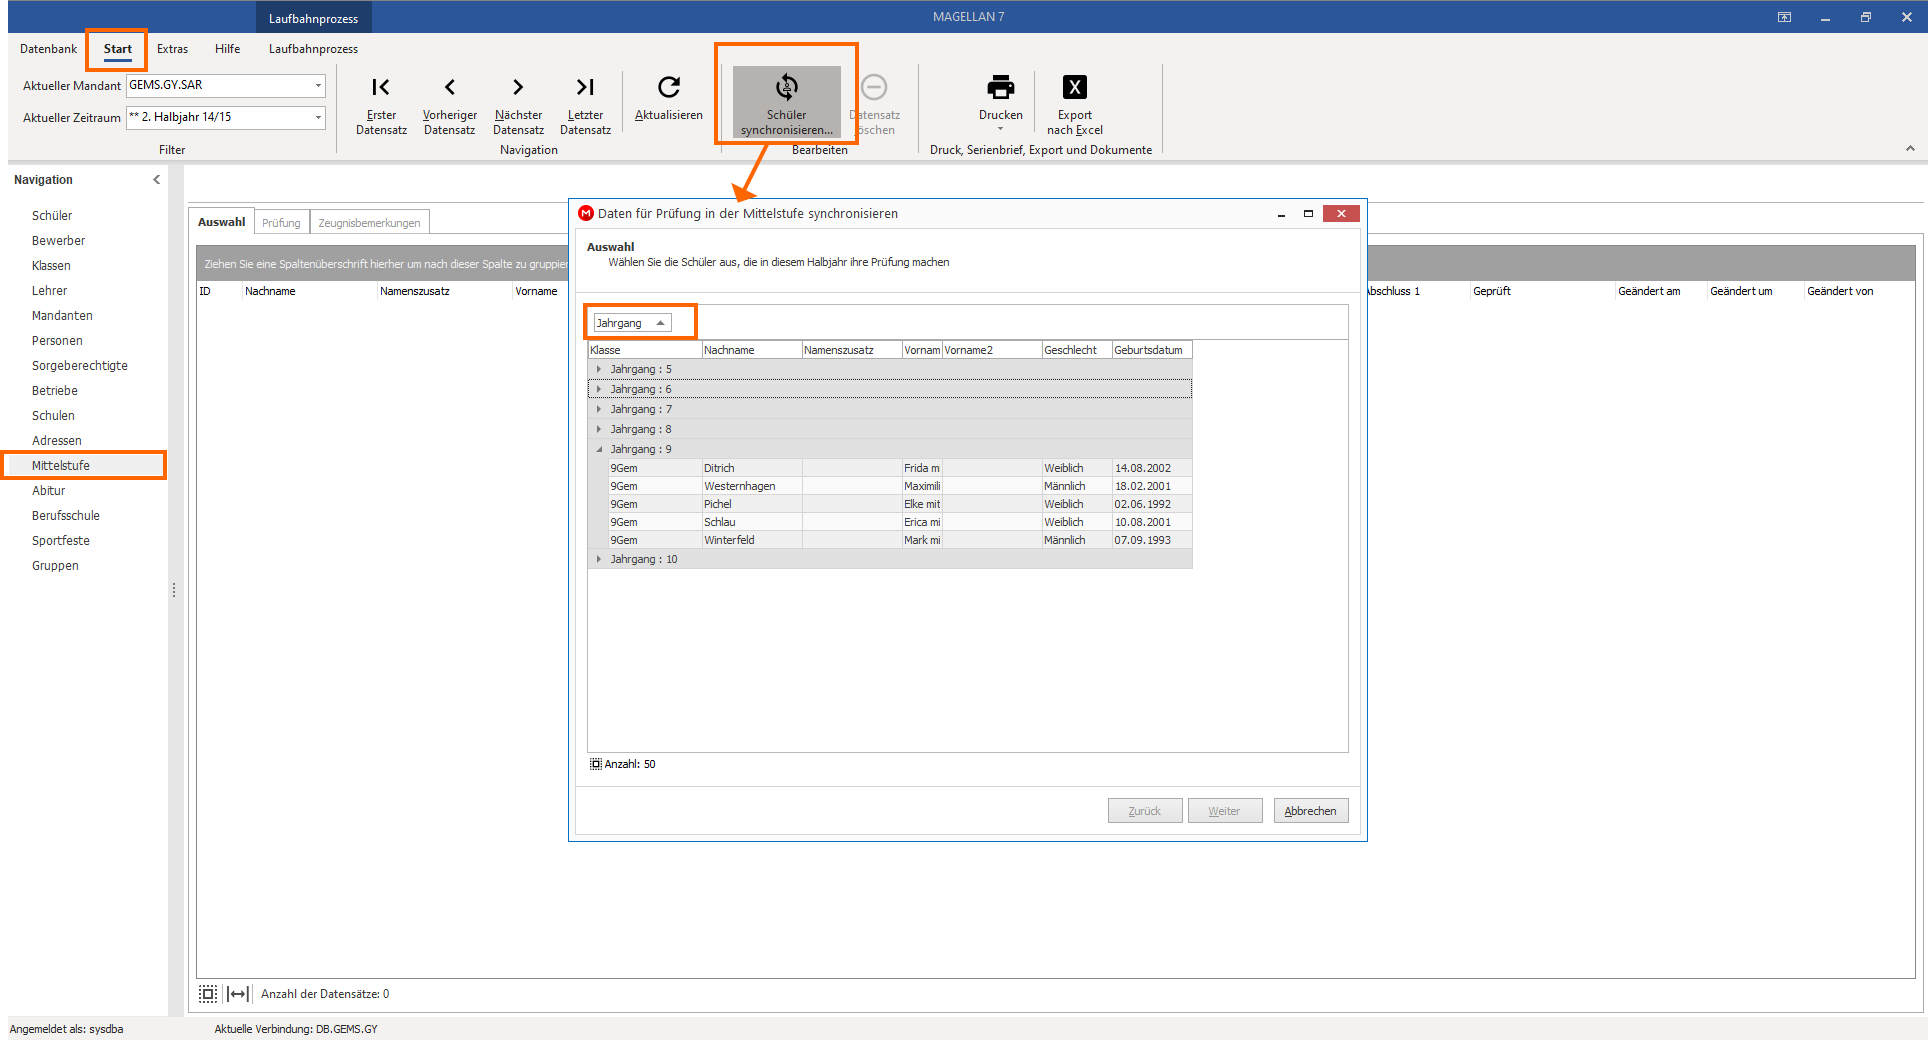 Laufbahnprozess
MAGELLAN 7
Datenbank Start Extras Hilfe Laufbahnprozess
Aktueller Mandant GEMS.GY.SAR
Aktueller Zeitraum ** 2. Halbjahr 14/15
Filter
Erster Datensatz
Vorheriger Datensatz
Nächster Datensatz
Letzter Datensatz
Aktualisieren
Navigation
Schüler synchronisieren...
Datensatz löschen
Bearbeiten
Drucken
X
Export nach Excel
Druck, Serienbrief, Export und Dokumente
Navigation
Schüler
Bewerber
Klassen
Lehrer
Mandanten
Personen
Sorgeberechtigte
Betriebe
Schulen
Adressen
Mittelstufe
Abitur
Berufsschule
Sportfeste
Gruppen
Auswahl Prüfung Zeugnisbemerkungen
Ziehen Sie eine Spaltenüberschrift hierher um nach dieser Spalte zu gruppier
ID Nachname Namenszusatz Vorname
bschluss 1 Geprüft Geändert am Geändert um Geändert von
M Daten für Prüfung in der Mittelstufe synchronisieren
Auswahl
Wählen Sie die Schüler aus, die in diesem Halbjahr ihre Prüfung machen
Jahrgang
Klasse Nachname Namenszusatz Vornam Vorname2 Geschlecht Geburtsdatum
Jahrgang : 5
Jahrgang : 6
Jahrgang : 7
Jahrgang : 8
Jahrgang : 9
9Gem Ditrich Frida m Weiblich 14.08.2002
9Gem Westernhagen Maximili Männlich 18.02.2001
9Gem Pichel Elke mit Weiblich 02.06.1992
9Gem Schlau Erica mi Weiblich 10.08.2001
9Gem Winterfeld Mark mi Männlich 07.09.1993
Jahrgang : 10
Anzahl: 50
Zurück Weiter Abbrechen
Anzahl der Datensätze: 0
Angemeldet als: sysdba Aktuelle Verbindung: DB.GEMS.GY